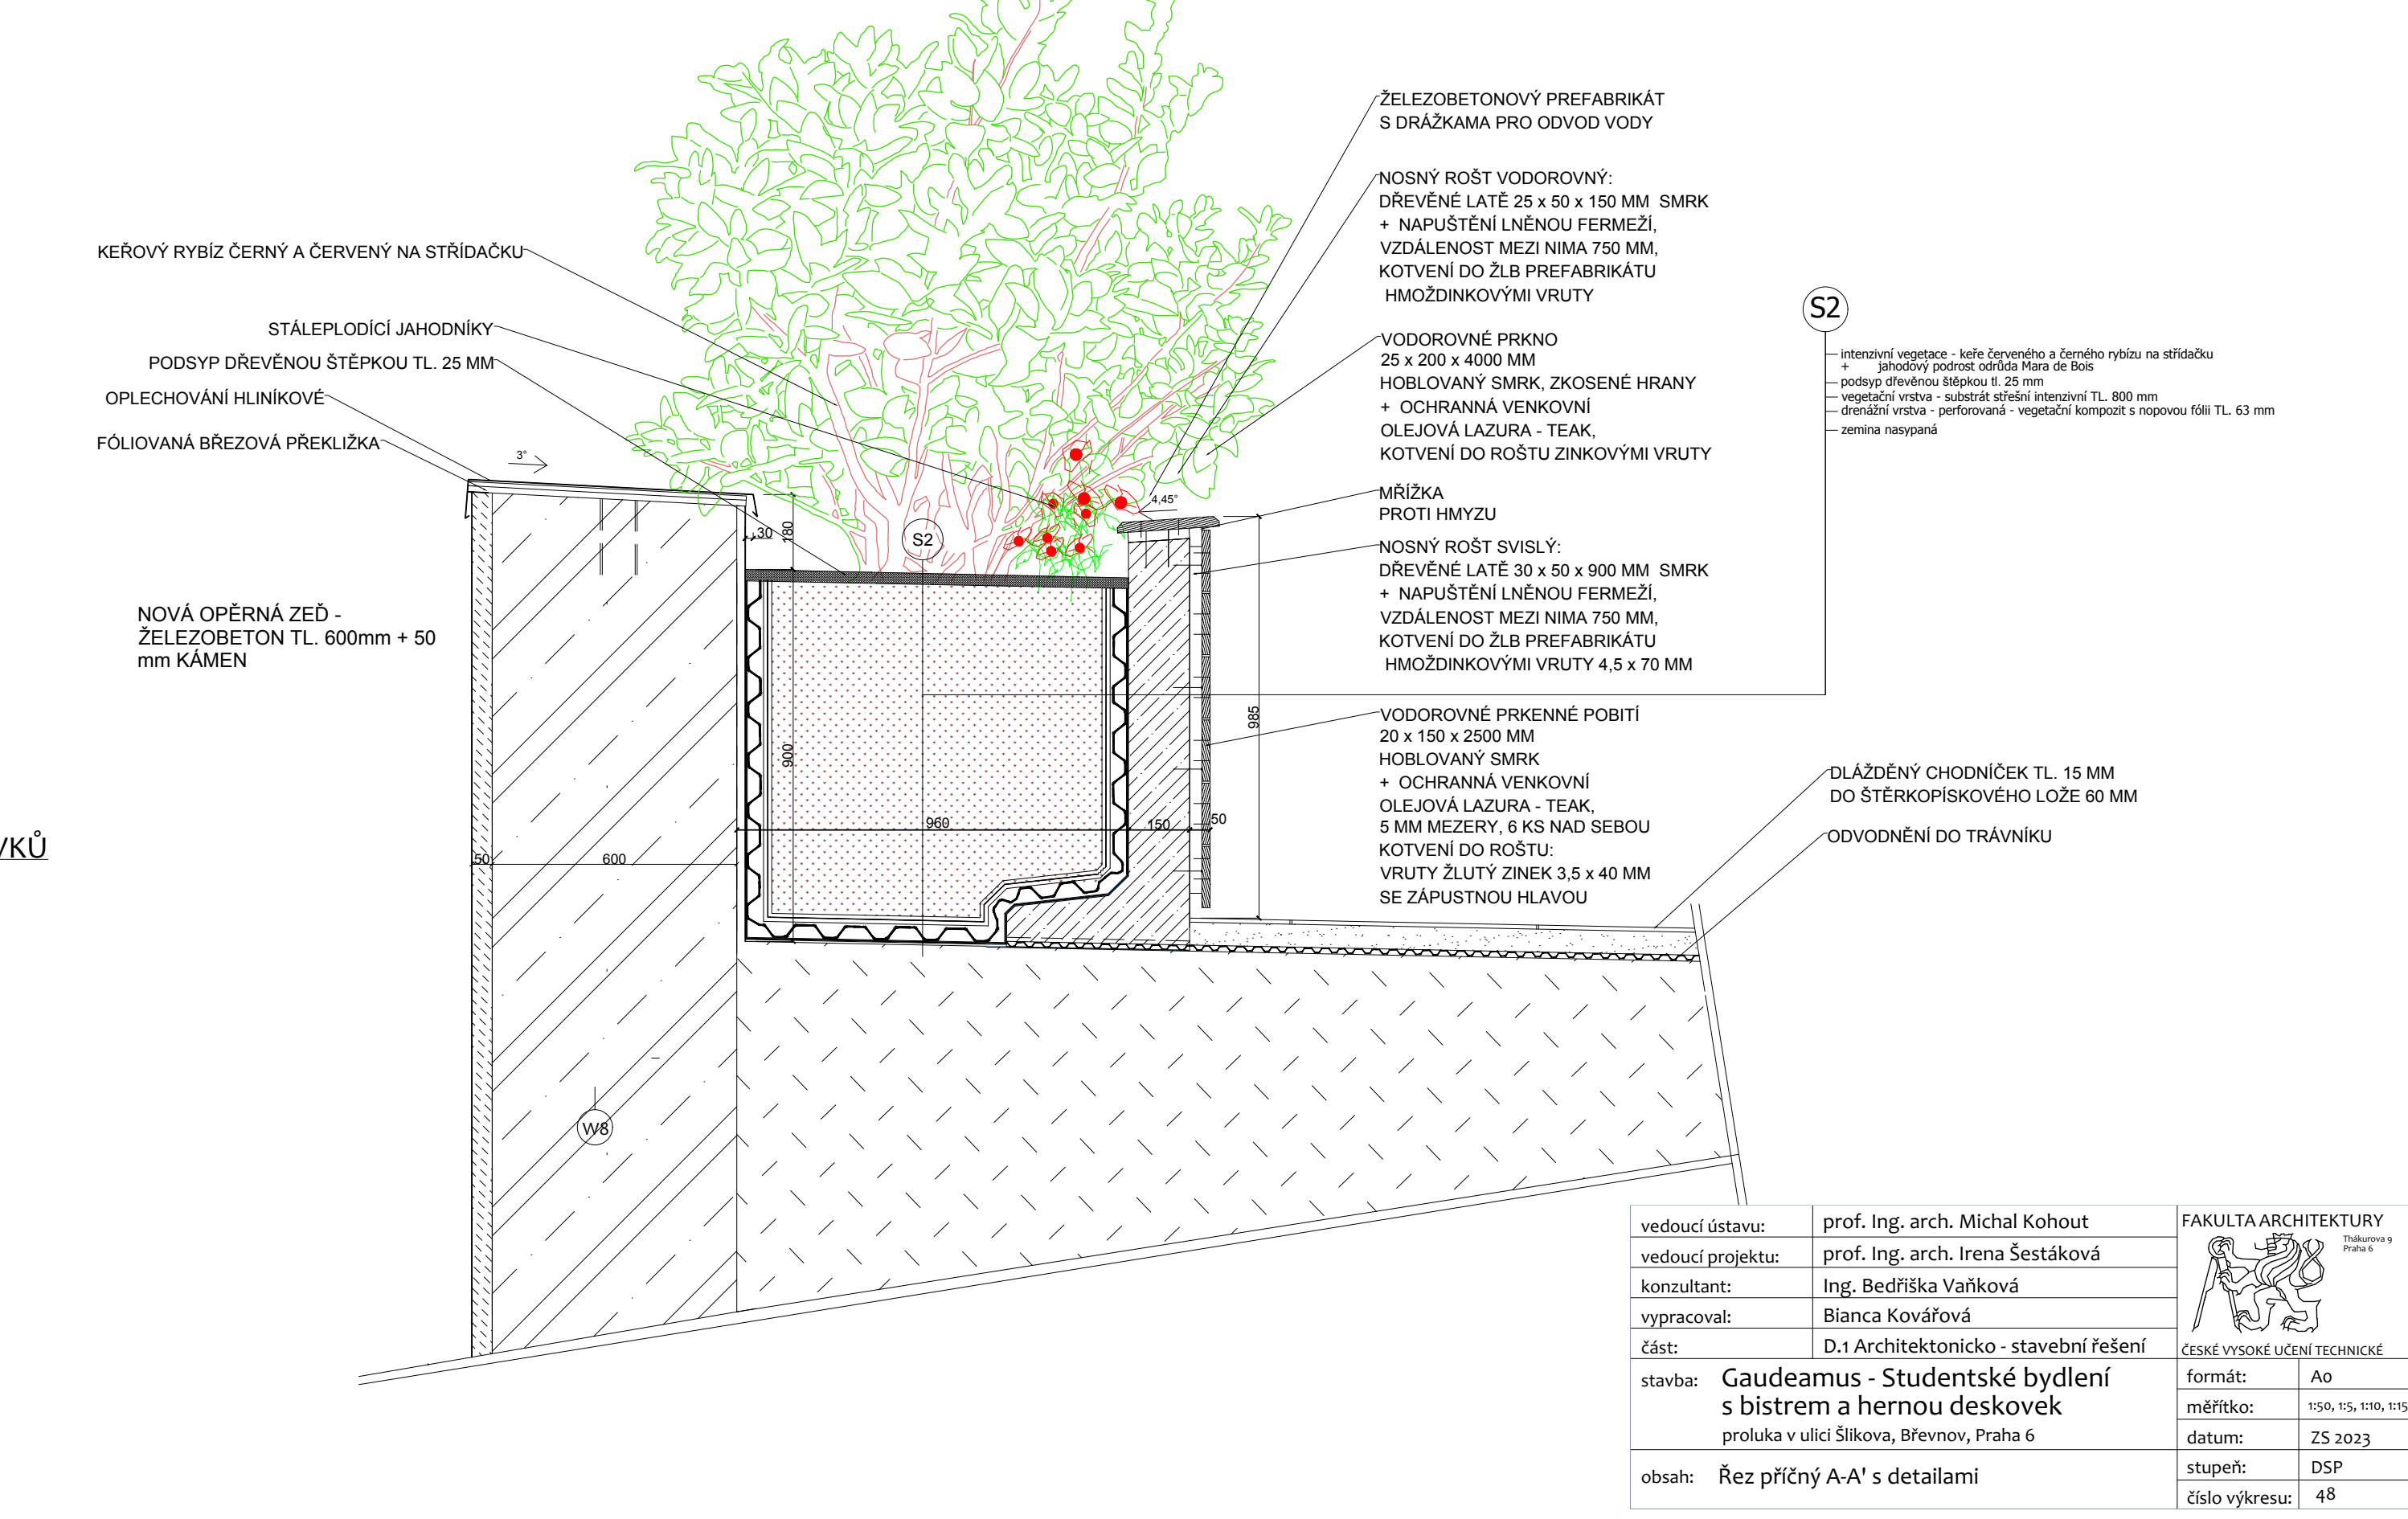 KEŘOVÝ RYBÍZ ČERNÝ A ČERVENÝ NA STŘÍDAČKU
STÁLEPLODÍCÍ JAHODNÍKY
PODSYP DŘEVĚNOU ŠTĚPKOU TL. 25 MM
OPLECHOVÁNÍ HLINÍKOVÉ
FÓLIOVANÁ BŘEZOVÁ PŘEKLIŽKA
NOVÁ OPĚRNÁ ZEĎ -
ŽELEZOBETON TL. 600mm + 50
mm KÁMEN
VKŮ
3°
30
180
S2
4,45°
900
960
150
50
985
50
600
W8
ŽELEZOBETONOVÝ PREFABRIKÁT
S DRÁŽKAMA PRO ODVOD VODY
NOSNÝ ROŠT VODOROVNÝ:
DŘEVĚNÉ LATĚ 25 x 50 x 150 MM SMRK
+ NAPUŠTĚNÍ LNĚNOU FERMEŽÍ,
VZDÁLENOST MEZI NIMA 750 MM,
KOTVENÍ DO ŽLB PREFABRIKÁTU
HMOŽDINKOVÝMI VRUTY
VODOROVNÉ PRKNO
25 x 200 x 4000 MM
HOBLOVANÝ SMRK, ZKOSENÉ HRANY
+ OCHRANNÁ VENKOVNÍ
OLEJOVÁ LAZURA - TEAK,
KOTVENÍ DO ROŠTU ZINKOVÝMI VRUTY
MŘÍŽKA
PROTI HMYZU
NOSNÝ ROŠT SVISLÝ:
DŘEVĚNÉ LATĚ 30 x 50 x 900 MM SMRK
+ NAPUŠTĚNÍ LNĚNOU FERMEŽÍ,
VZDÁLENOST MEZI NIMA 750 MM,
KOTVENÍ DO ŽLB PREFABRIKÁTU
HMOŽDINKOVÝMI VRUTY 4,5 x 70 MM
VODOROVNÉ PRKENNÉ POBITÍ
20 x 150 x 2500 MM
HOBLOVANÝ SMRK
+ OCHRANNÁ VENKOVNÍ
OLEJOVÁ LAZURA - TEAK,
5 MM MEZERY, 6 KS NAD SEBOU
KOTVENÍ DO ROŠTU:
VRUTY ŽLUTÝ ZINEK 3,5 x 40 MM
SE ZÁPUSTNOU HLAVOU
S2
intenzivní vegetace - keře červeného a černého rybízu na střídačku
+ jahodový podrost odrůda Mara de Bois
podsyp dřevěnou štěpkou tl. 25 mm
vegetační vrstva - substrát střešní intenzivní TL. 800 mm
drenážní vrstva - perforovaná - vegetační kompozit s nopovou fólii TL. 63 mm
zemina nasypaná
DLÁŽDĚNÝ CHODNÍČEK TL. 15 MM
DO ŠTĚRKOPÍSKOVÉHO LOŽE 60 MM
ODVODNĚNÍ DO TRÁVNÍKU
vedoucí ústavu: prof. Ing. arch. Michal Kohout
vedoucí projektu: prof. Ing. arch. Irena Šestáková
konzultant: Ing. Bedřiška Vaňková
vypracoval: Bianca Kovářová
část: D.1 Architektonicko - stavební řešení
stavba: Gaudeamus - Studentské bydlení
s bistrem a hernou deskovek
proluka v ulici Šlikova, Břevnov, Praha 6
obsah: Řez příčný A-A' s detailami
FAKULTA ARCHITEKTURY
Thákurova 9
Praha 6
ČESKÉ VYSOKÉ UČENÍ TECHNICKÉ
formát: A0
měřítko: 1:50, 1:5, 1:10, 1:15
datum: ZS 2023
stupeň: DSP
číslo výkresu: 48